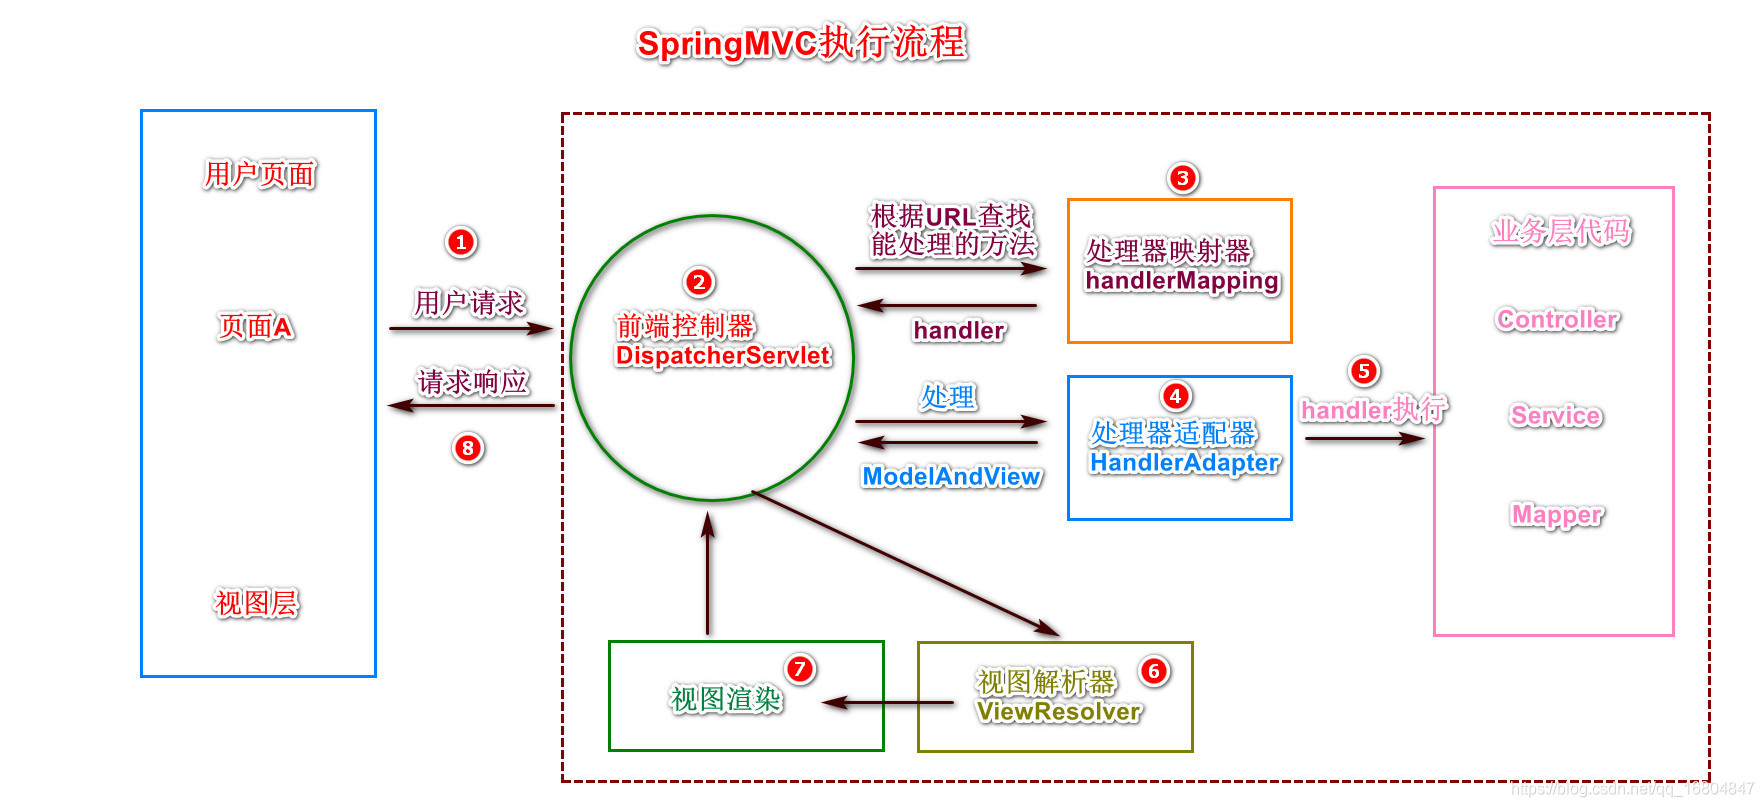 SpringMVC执行流程
用户页面
页面A
视图层
1
用户请求
请求响应
8
2
前端控制器
DispatcherServlet
根据URL查找
能处理的方法
handler
3
处理器映射器
handlerMapping
处理
ModelAndView
4
处理器适配器
HandlerAdapter
5
handler执行
业务层代码
Controller
Service
Mapper
7
视图渲染
6
视图解析器
ViewResolver
https://blog.csdn.net/qq_16804847